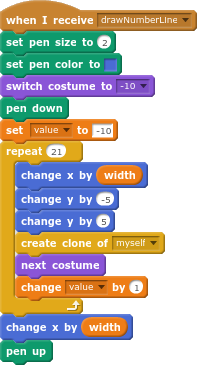 when I receive drawNumberLine
set pen size to 2
set pen color to
switch costume to -10
pen down
set value to -10
repeat 21
change x by width
change y by -5
change y by 5
create clone of myself
next costume
change value by 1
change x by width
pen up